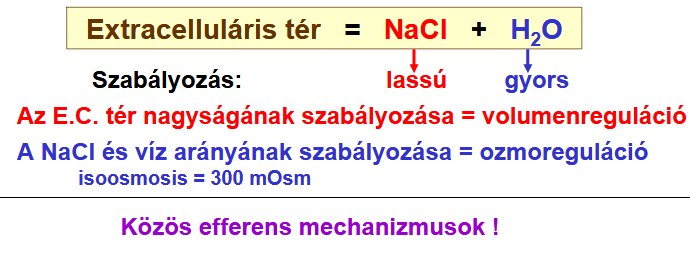 Extracelluláris tér = NaCl + H₂O
Szabályozás: lassú gyors
Az E.C. tér nagyságának szabályozása = volumenreguláció
A NaCl és víz arányának szabályozása = ozmoreguláció
isoosmosis = 300 mOsm
Közös efferens mechanizmusok !